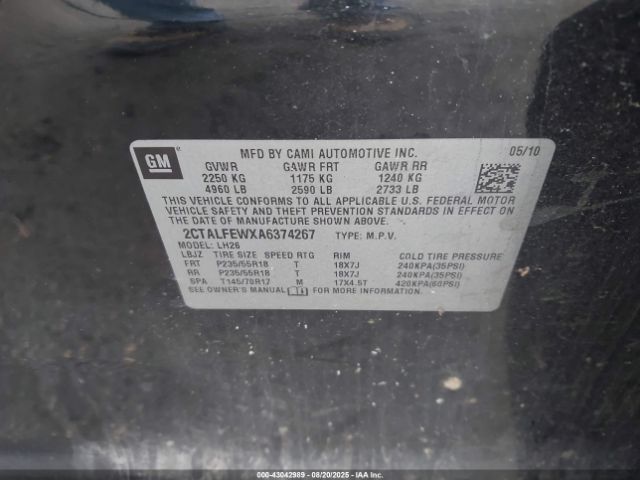 GM
MFD BY CAMI AUTOMOTIVE INC. 05/10
GVWR GAWR FRT GAWR RR
2250 KG 1175 KG 1240 KG
4960 LB 2590 LB 2733 LB
THIS VEHICLE CONFORMS TO ALL APPLICABLE U.S. FEDERAL MOTOR
VEHICLE SAFETY, BUMPER, AND THEFT PREVENTION STANDARDS IN EFFECT ON
THE DATE OF MANUFACTURE SHOWN ABOVE.
2CTALFEWXA6374267 TYPE: M.P.V.
MODEL: LH26
LBJZ TIRE SIZE SPEED RTG RIM COLD TIRE PRESSURE
FRT P235/55R18 T 18X7J 240KPA(35PSI)
RR P235/55R18 T 18X7J 240KPA(35PSI)
SPA T145/70R17 M 17X4.5T 420KPA(60PSI)
SEE OWNER'S MANUAL FOR MORE INFORMATION.
000-43042989 - 08/20/2025 - IAAI.CA